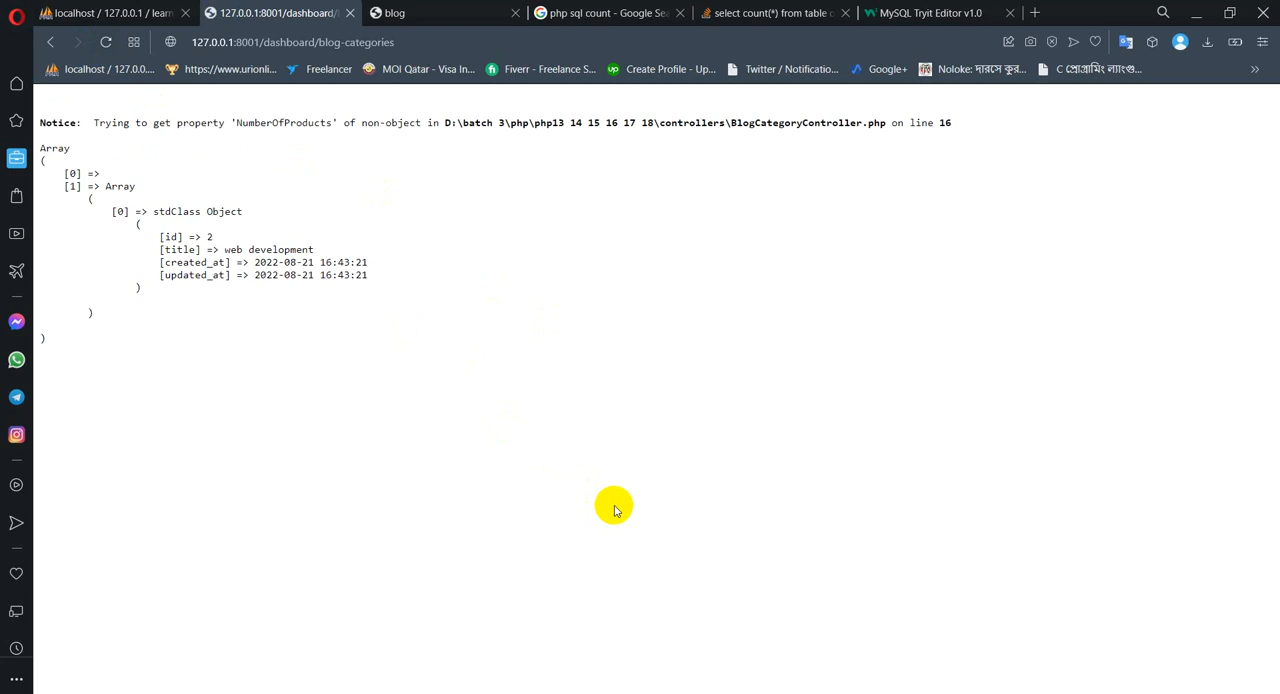 localhost / 127.0.0.1 / learn
127.0.0.1:8001/dashboard/
blog
php sql count - Google Sea
select count(*) from table
MySQL Tryit Editor v1.0
127.0.0.1:8001/dashboard/blog-categories
localhost / 127.0.0....
https://www.urionli...
Freelancer
MOI Qatar - Visa In...
Fiverr - Freelance S...
Create Profile - Up...
Twitter / Notificatio...
Google+
Noloke: দারসে কুর...
C প্রোগ্রামিং ল্যাংগু...
Notice: Trying to get property 'NumberOfProducts' of non-object in D:\batch 3\php\php13 14 15 16 17 18\controllers\BlogCategoryController.php on line 16
Array
(
[0] =>
[1] => Array
(
[0] => stdClass Object
(
[id] => 2
[title] => web development
[created_at] => 2022-08-21 16:43:21
[updated_at] => 2022-08-21 16:43:21
)
)
)